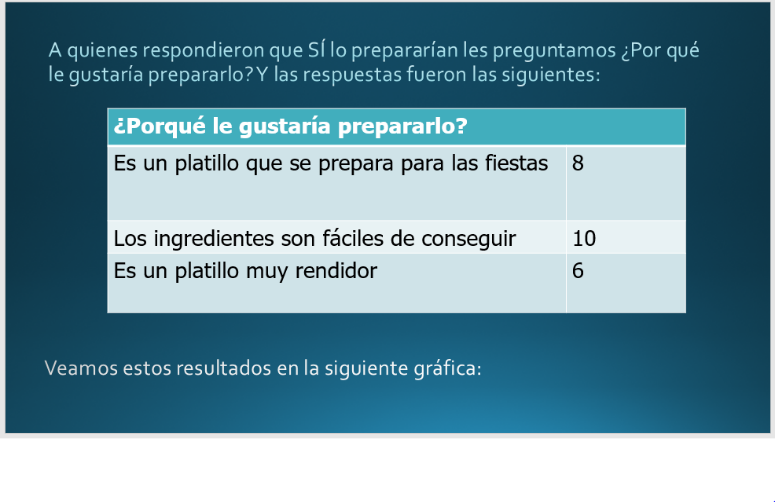 A quienes respondieron que SÍ lo prepararían les preguntamos ¿Por qué
le gustaría prepararlo? Y las respuestas fueron las siguientes:
¿Porqué le gustaría prepararlo?
Es un platillo que se prepara para las fiestas 8
Los ingredientes son fáciles de conseguir 10
Es un platillo muy rendidor 6
Veamos estos resultados en la siguiente gráfica: